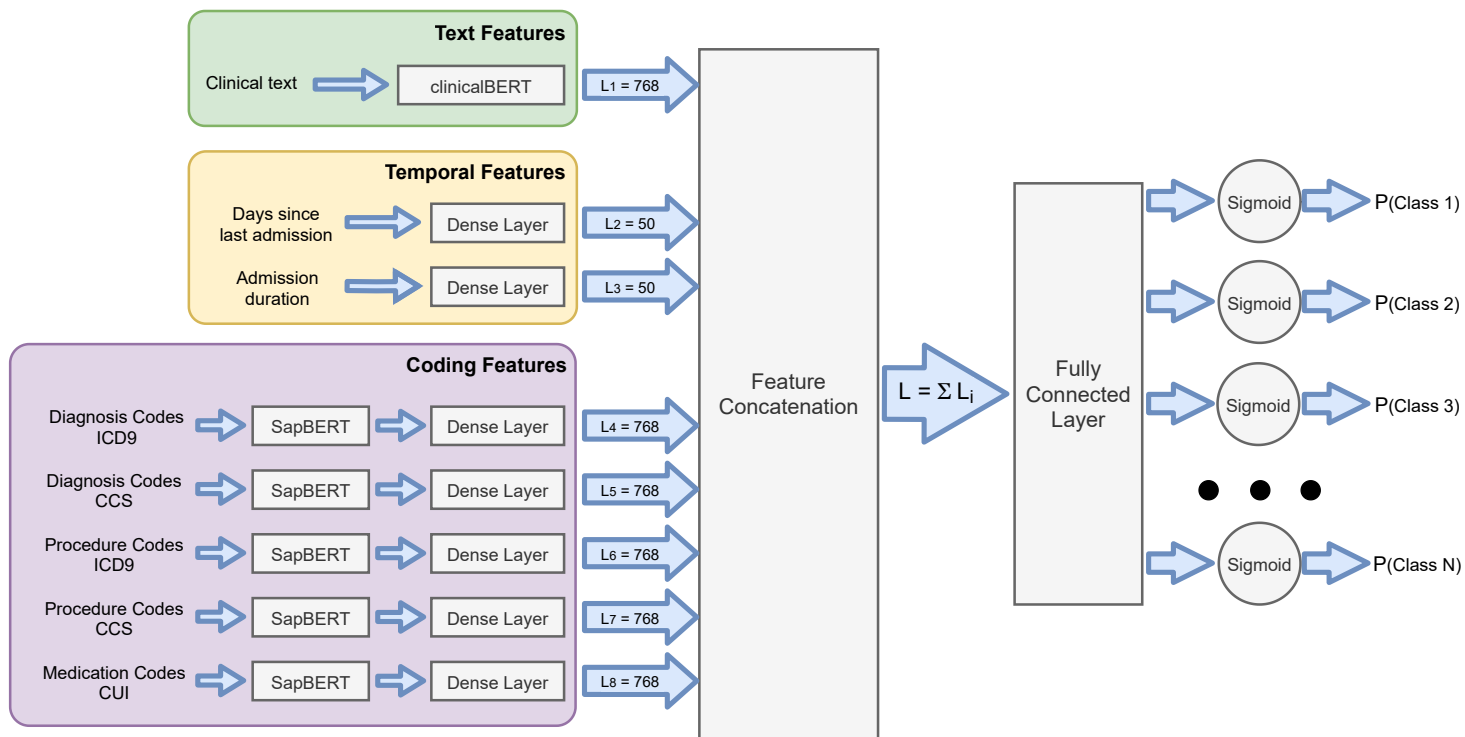 Text Features
Clinical text
clinicalBERT
L1 = 768
Temporal Features
Days since
last admission
Dense Layer
L2 = 50
Admission
duration
Dense Layer
L3 = 50
Coding Features
Diagnosis Codes
ICD9
SapBERT
Dense Layer
L4 = 768
Diagnosis Codes
CCS
SapBERT
Dense Layer
L5 = 768
Procedure Codes
ICD9
SapBERT
Dense Layer
L6 = 768
Procedure Codes
CCS
SapBERT
Dense Layer
L7 = 768
Medication Codes
CUI
SapBERT
Dense Layer
L8 = 768
Feature
Concatenation
L = Σ Li
Fully
Connected
Layer
Sigmoid
P(Class 1)
Sigmoid
P(Class 2)
Sigmoid
P(Class 3)
Sigmoid
P(Class N)